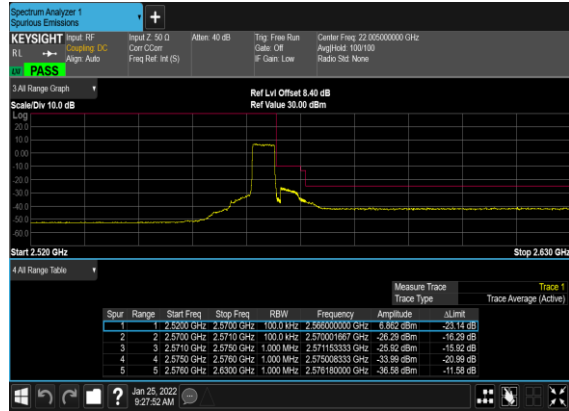 Spectrum Analyzer 1
Spurious Emissions
KEYSIGHT Input: RF Input Z: 50 Ω Atten: 40 dB Trig: Free Run Center Freq: 22.005000000 GHz
RL Coupling: DC Corr CCorr Gate: Off Avg|Hold: 100/100
Align: Auto Freq Ref: Int (S) IF Gain: Low Radio Std: None
LW PASS
3 All Range Graph
Ref Lvl Offset 8.40 dB
Scale/Div 10.0 dB Ref Value 30.00 dBm
Log
20.0
10.0
0.00
-10.0
-20.0
-30.0
-40.0
-50.0
-60.0
Start 2.520 GHz Stop 2.630 GHz
4 All Range Table
Measure Trace Trace 1
Trace Type Trace Average (Active)
Spur Range Start Freq Stop Freq RBW Frequency Amplitude ΔLimit
1 1 2.5200 GHz 2.5700 GHz 100.0 kHz 2.566000000 GHz 6.862 dBm -23.14 dB
2 2 2.5700 GHz 2.5710 GHz 100.0 kHz 2.570001667 GHz -26.29 dBm -16.29 dB
3 3 2.5710 GHz 2.5750 GHz 1.000 MHz 2.571153333 GHz -25.92 dBm -15.92 dB
4 4 2.5750 GHz 2.5760 GHz 1.000 MHz 2.575008333 GHz -33.99 dBm -20.99 dB
5 5 2.5760 GHz 2.6300 GHz 1.000 MHz 2.576180000 GHz -36.58 dBm -11.58 dB
Jan 25, 2022
9:27:52 AM